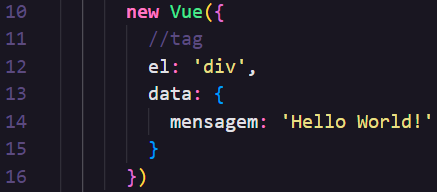 10 new Vue({
11 //tag
12 el: 'div',
13 data: {
14 mensagem: 'Hello World!'
15 }
16 })